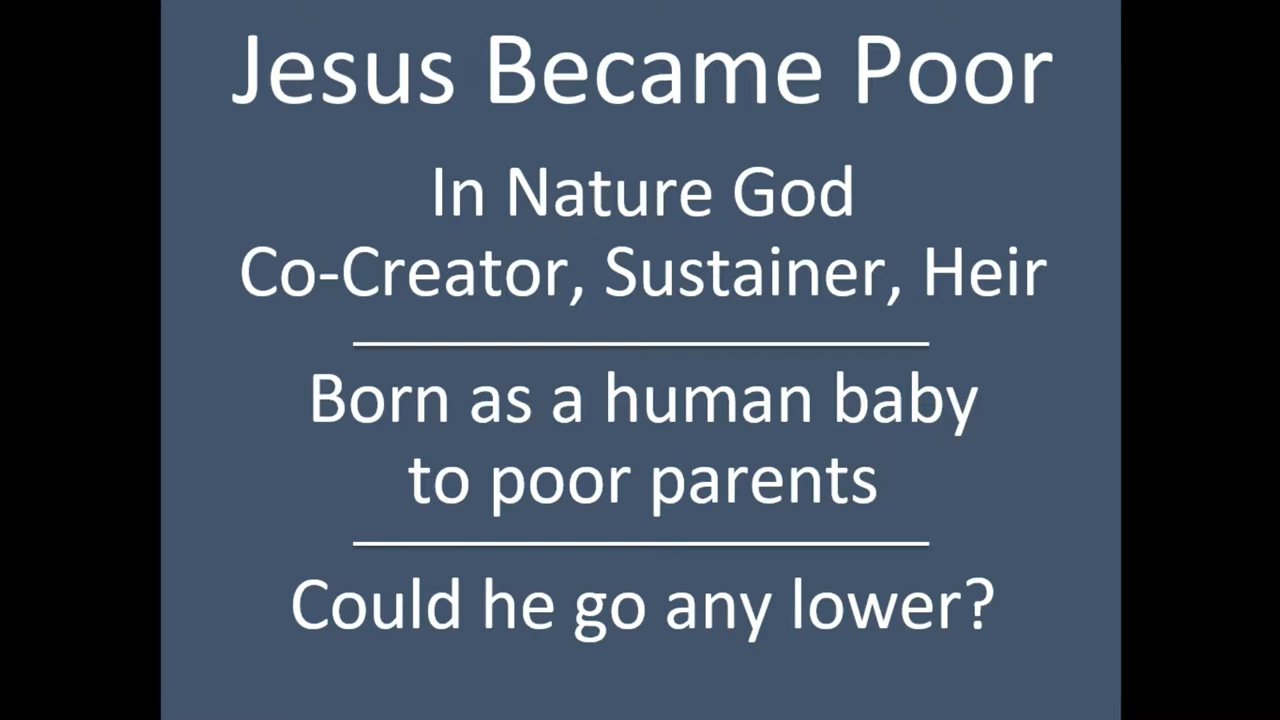 Jesus Became Poor
In Nature God
Co-Creator, Sustainer, Heir
Born as a human baby
to poor parents
Could he go any lower?